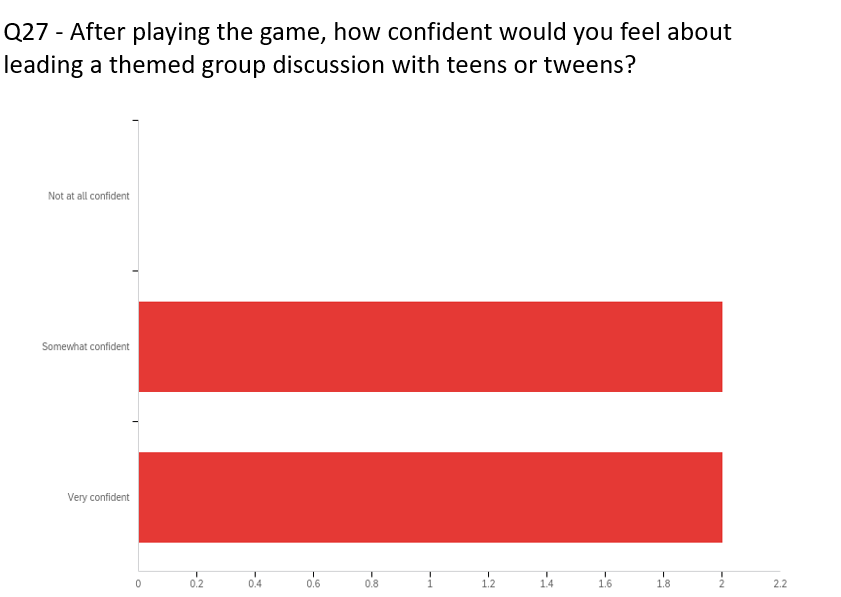 Q27 - After playing the game, how confident would you feel about
leading a themed group discussion with teens or tweens?
Not at all confident
Somewhat confident
Very confident
0 0.2 0.4 0.6 0.8 1 1.2 1.4 1.6 1.8 2 2.2